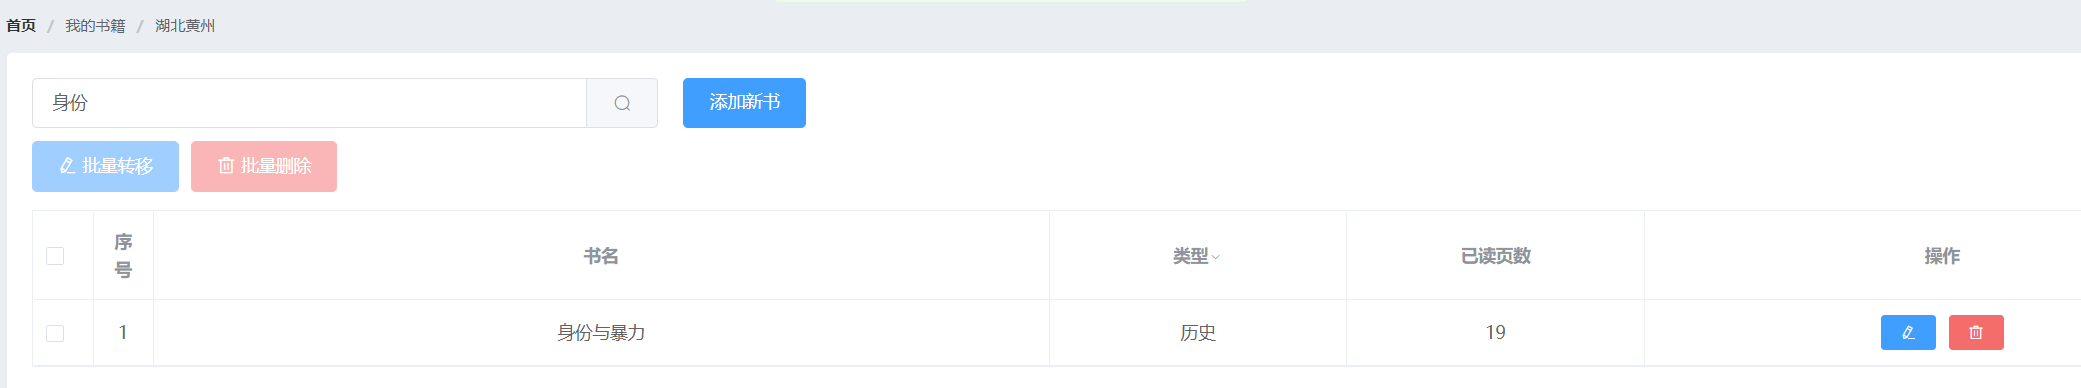 首页 / 我的书籍 / 湖北黄州
身份
添加新书
批量转移 批量删除
序号 书名 类型 已读页数 操作
1 身份与暴力 历史 19